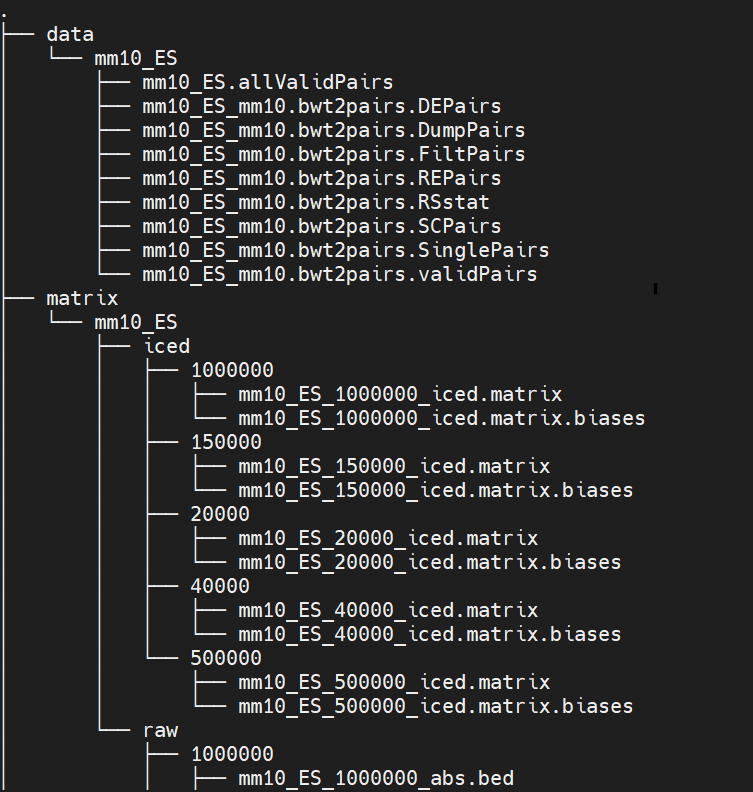 .
├── data
│   └── mm10_ES
│       ├── mm10_ES.allValidPairs
│       ├── mm10_ES_mm10.bwt2pairs.DEPairs
│       ├── mm10_ES_mm10.bwt2pairs.DumpPairs
│       ├── mm10_ES_mm10.bwt2pairs.FiltPairs
│       ├── mm10_ES_mm10.bwt2pairs.REPairs
│       ├── mm10_ES_mm10.bwt2pairs.RSstat
│       ├── mm10_ES_mm10.bwt2pairs.SCPairs
│       ├── mm10_ES_mm10.bwt2pairs.SinglePairs
│       └── mm10_ES_mm10.bwt2pairs.validPairs
├── matrix
│   └── mm10_ES
│       ├── iced
│       │   ├── 1000000
│       │   │   ├── mm10_ES_1000000_iced.matrix
│       │   │   └── mm10_ES_1000000_iced.matrix.biases
│       │   ├── 150000
│       │   │   ├── mm10_ES_150000_iced.matrix
│       │   │   └── mm10_ES_150000_iced.matrix.biases
│       │   ├── 20000
│       │   │   ├── mm10_ES_20000_iced.matrix
│       │   │   └── mm10_ES_20000_iced.matrix.biases
│       │   ├── 40000
│       │   │   ├── mm10_ES_40000_iced.matrix
│       │   │   └── mm10_ES_40000_iced.matrix.biases
│       │   └── 500000
│       │       ├── mm10_ES_500000_iced.matrix
│       │       └── mm10_ES_500000_iced.matrix.biases
│       └── raw
│           ├── 1000000
│           │   ├── mm10_ES_1000000_abs.bed